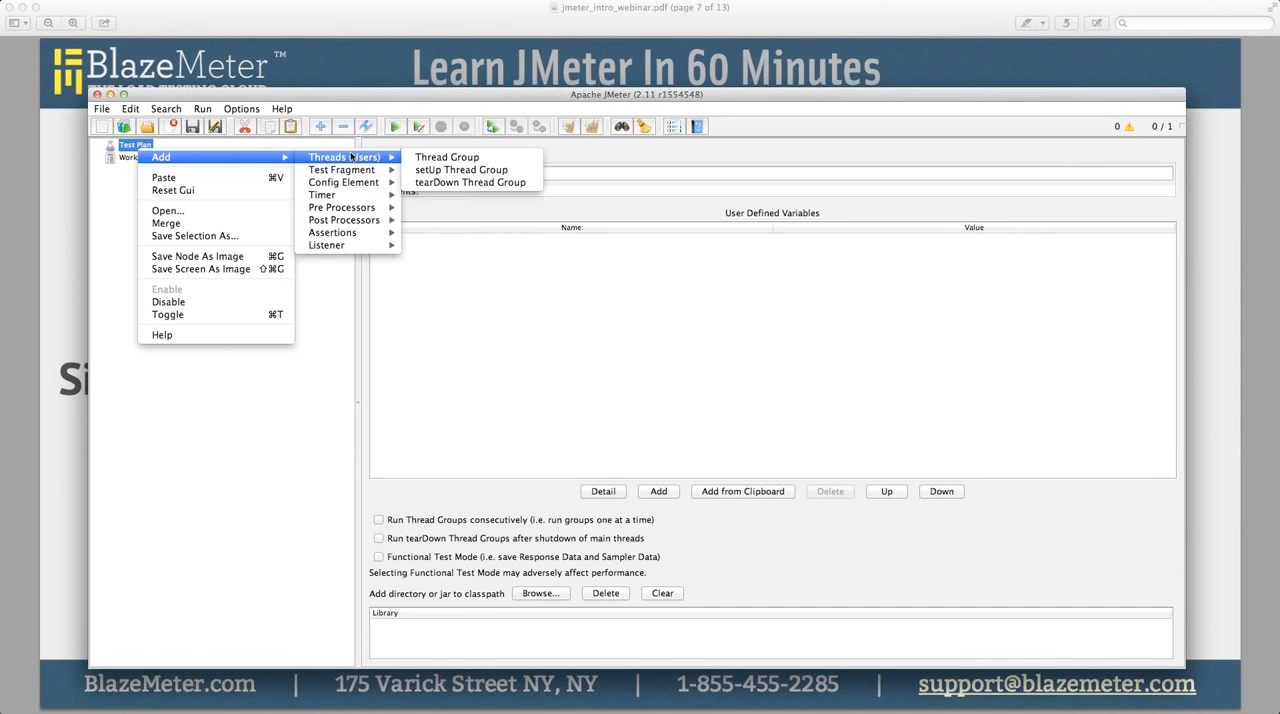 jmeter_intro_webinar.pdf (page 7 of 13)
BlazeMeter™
Learn JMeter In 60 Minutes
Apache JMeter (2.11 r1554548)
File Edit Search Run Options Help
0 0 / 1
Test Plan
Work
Add
Paste ⌘V
Reset Gui
Open...
Merge
Save Selection As...
Save Node As Image ⌘G
Save Screen As Image ⇧⌘G
Enable
Disable
Toggle ⌘T
Help
Threads (Users)
Test Fragment
Config Element
Timer
Pre Processors
Post Processors
Assertions
Listener
Thread Group
setUp Thread Group
tearDown Thread Group
User Defined Variables
Name: Value
Si
Detail Add Add from Clipboard Delete Up Down
Run Thread Groups consecutively (i.e. run groups one at a time)
Run tearDown Thread Groups after shutdown of main threads
Functional Test Mode (i.e. save Response Data and Sampler Data)
Selecting Functional Test Mode may adversely affect performance.
Add directory or jar to classpath Browse... Delete Clear
Library
BlazeMeter.com | 175 Varick Street NY, NY | 1-855-455-2285 | support@blazemeter.com